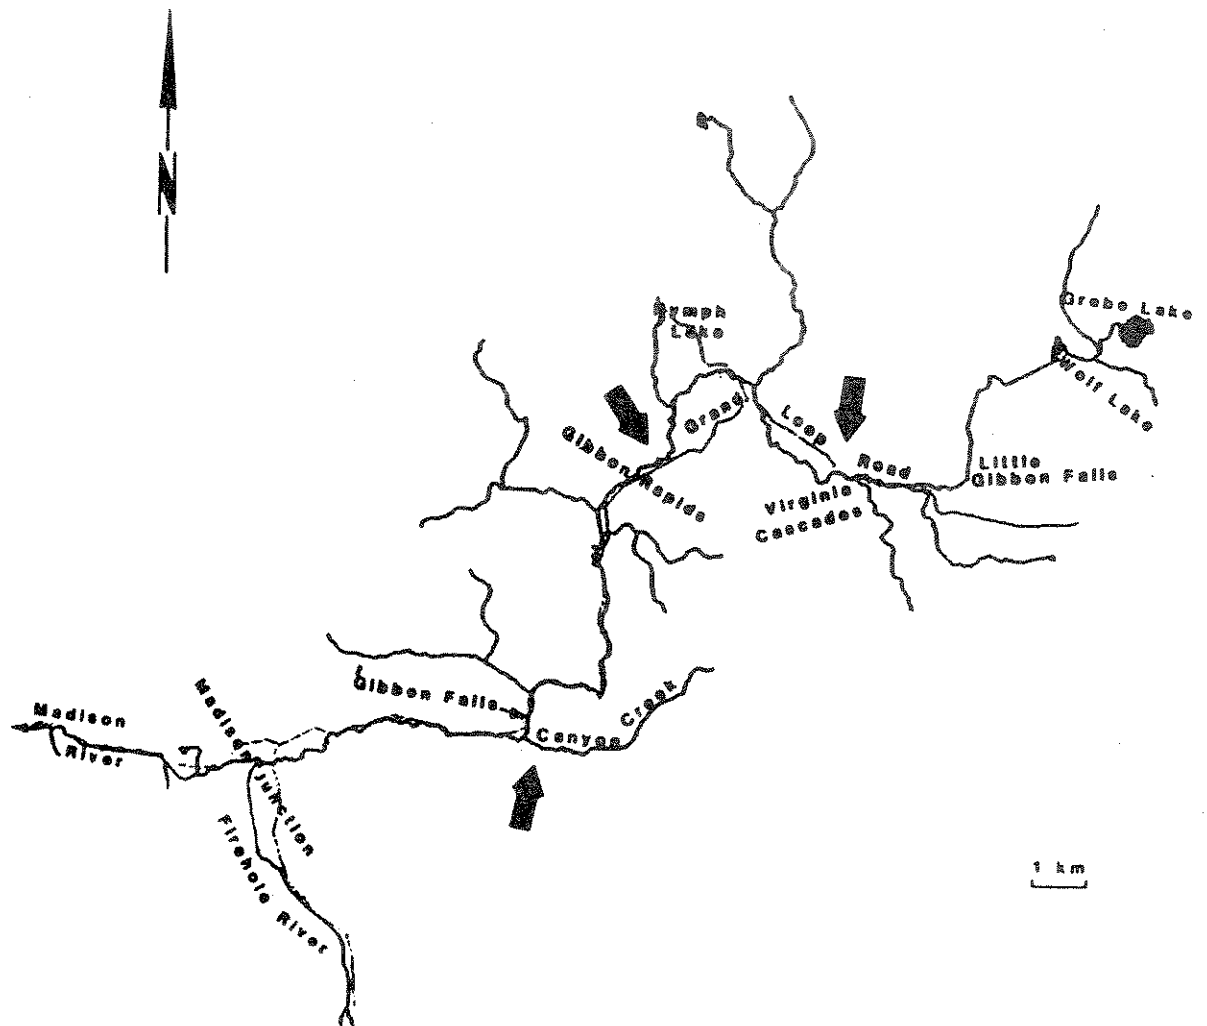 N
Grebe Lake
Nymph
Lake
Wolf Lake
Grand
Loop
Road
Gibbon
Rapids
Little
Gibbon Falls
Virginia
Cascades
Gibbon Falls
Canyon Creek
Madison
River
Madison Junction
Firehole River
1 km